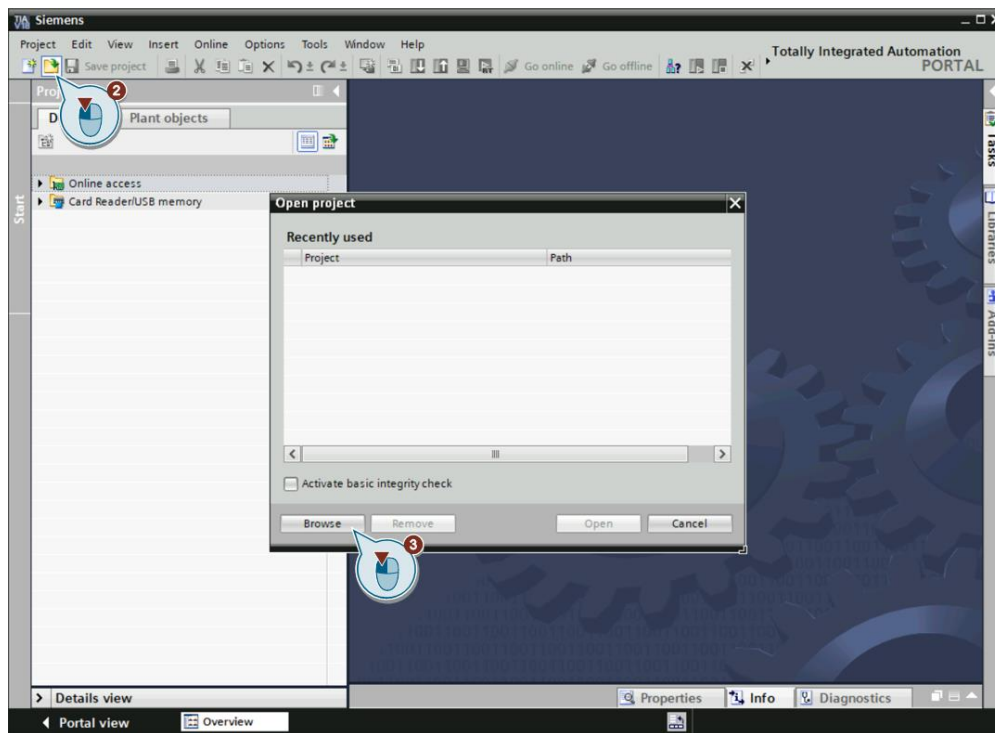 Siemens
Project Edit View Insert Online Options Tools Window Help
Save project Go online Go offline
Totally Integrated Automation
PORTAL
2
Plant objects
Online access
Card Reader/USB memory
Start
Open project
Recently used
Project Path
Activate basic integrity check
Browse Remove Open Cancel
3
Tasks
Libraries
Add-Ins
Details view
Properties Info Diagnostics
Portal view Overview